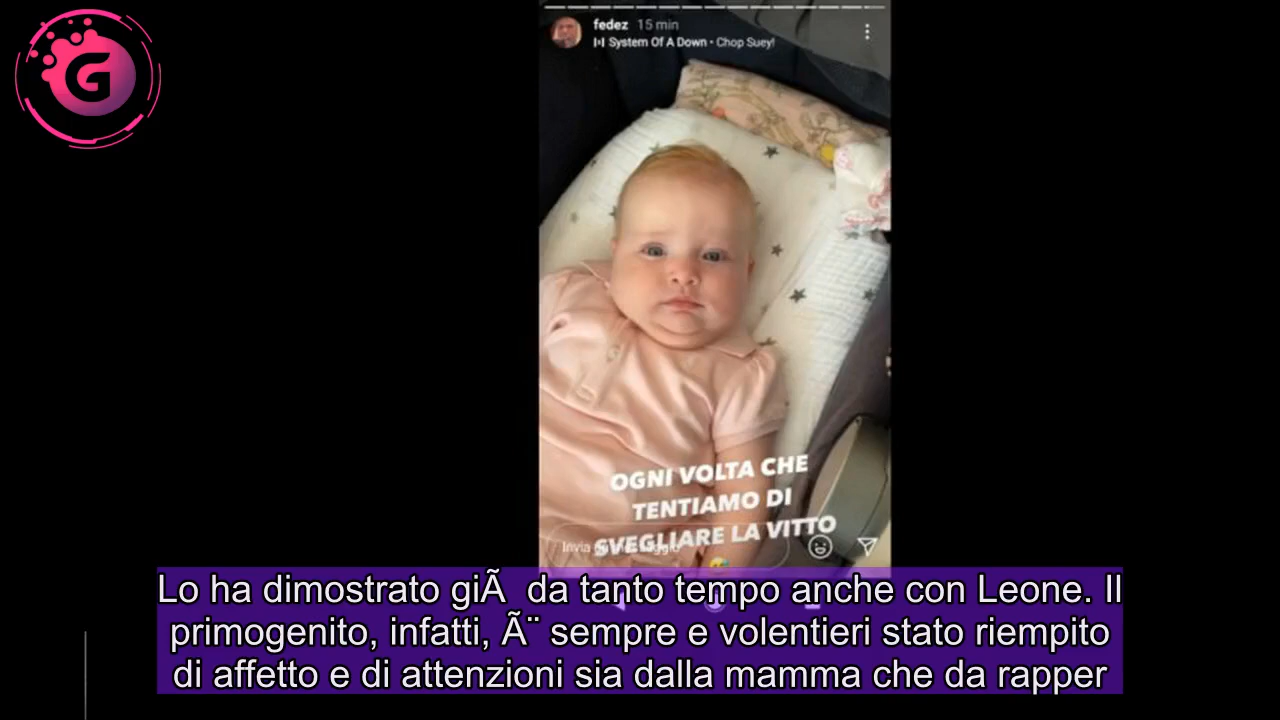 G
fedez 15 min
System Of A Down • Chop Suey!
OGNI VOLTA CHE
TENTIAMO DI
SVEGLIARE LA VITTO
Invia
Lo ha dimostrato giÃ  da tanto tempo anche con Leone. Il
primogenito, infatti, Ã¨ sempre e volentieri stato riempito
di affetto e di attenzioni sia dalla mamma che da rapper